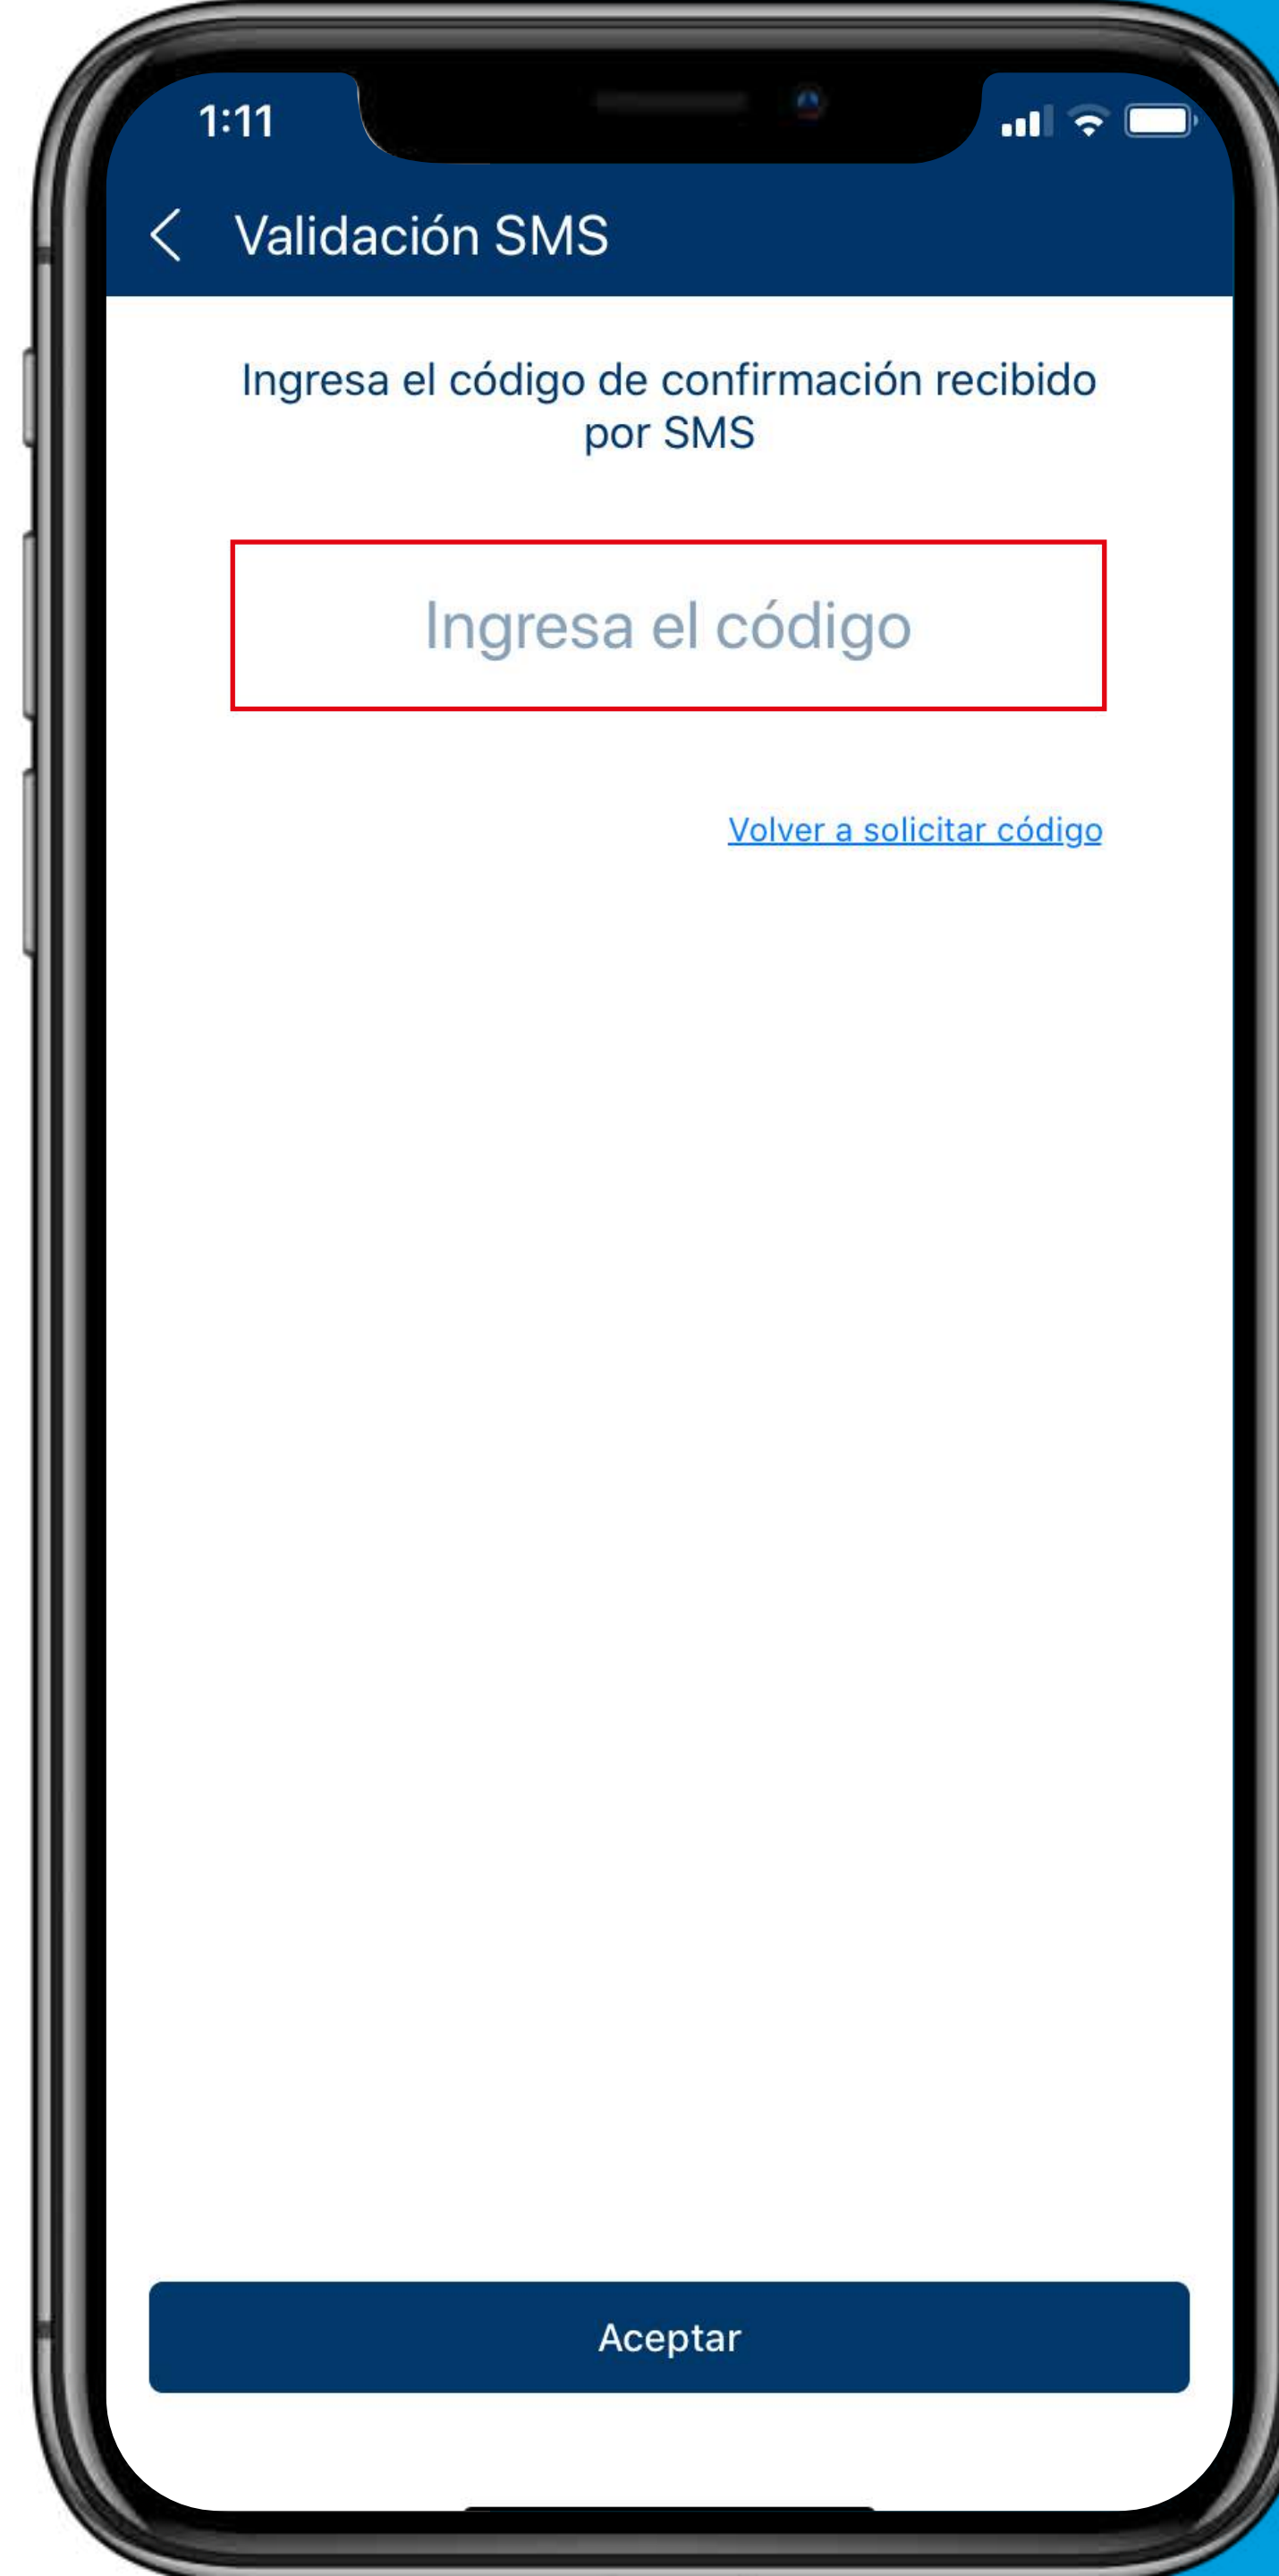 1:11
Validación SMS
Ingresa el código de confirmación recibido
por SMS
Ingresa el código
Volver a solicitar código
Aceptar